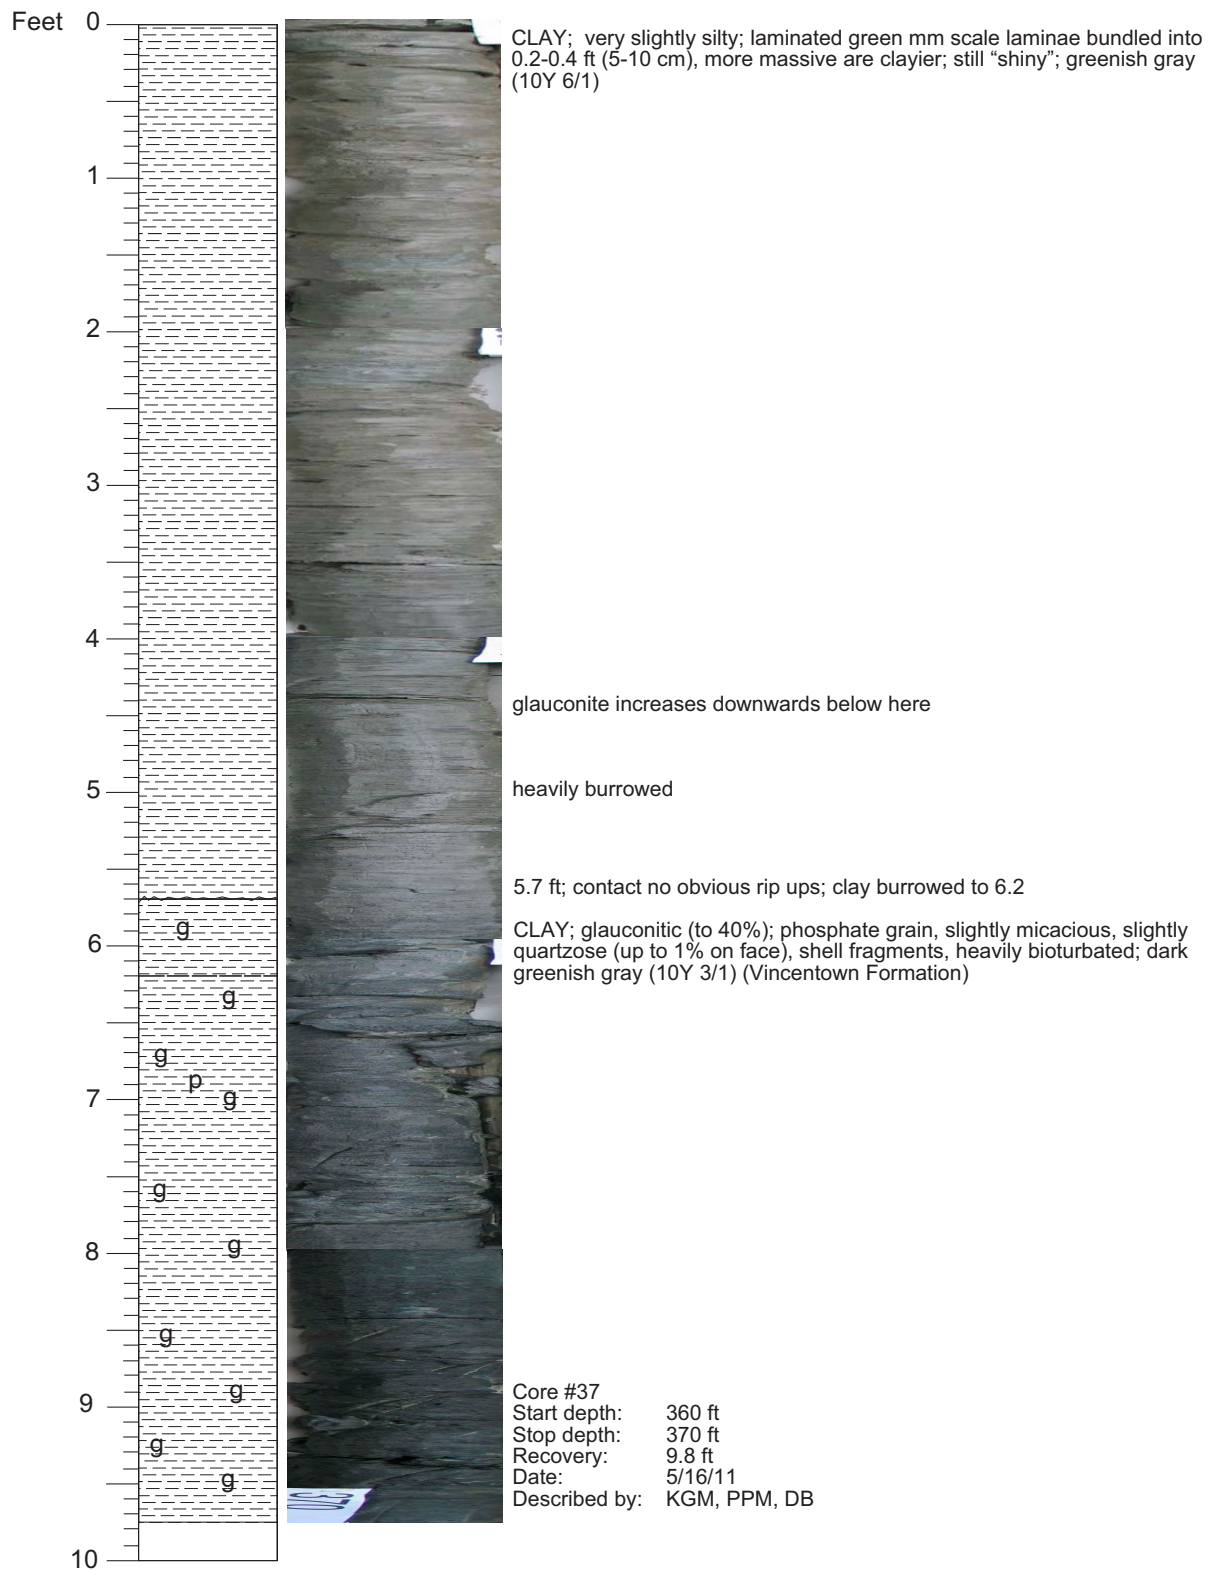 Feet 0
CLAY;  very slightly silty; laminated green mm scale laminae bundled into
0.2-0.4 ft (5-10 cm), more massive are clayier; still “shiny”; greenish gray
(10Y 6/1)
1
2
3
4
glauconite increases downwards below here
5
heavily burrowed
5.7 ft; contact no obvious rip ups; clay burrowed to 6.2
g
CLAY; glauconitic (to 40%); phosphate grain, slightly micacious, slightly
6
quartzose (up to 1% on face), shell fragments, heavily bioturbated; dark
greenish gray (10Y 3/1) (Vincentown Formation)
g
g
p
7
g
g
g
8
g
g
9
Core #37
Start depth: 360 ft
Stop depth: 370 ft
g
Recovery: 9.8 ft
Date: 5/16/11
g
Described by: KGM, PPM, DB
370
10